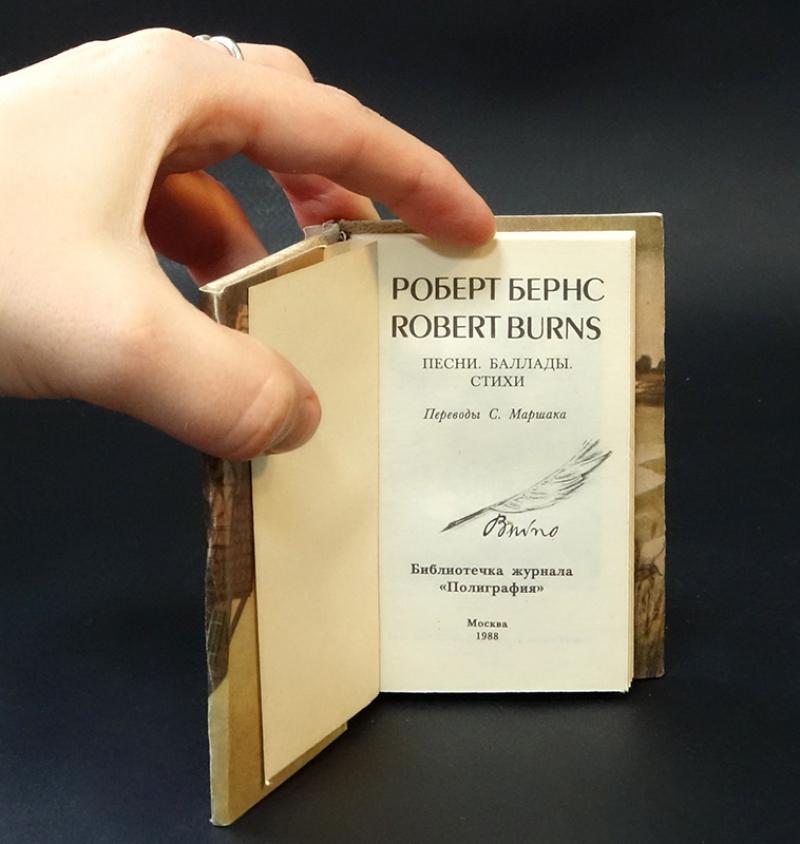 РОБЕРТ БЕРНС
ROBERT BURNS
ПЕСНИ. БАЛЛАДЫ.
СТИХИ
Переводы С. Маршака
Burns
Библиотечка журнала
«Полиграфия»
Москва
1988